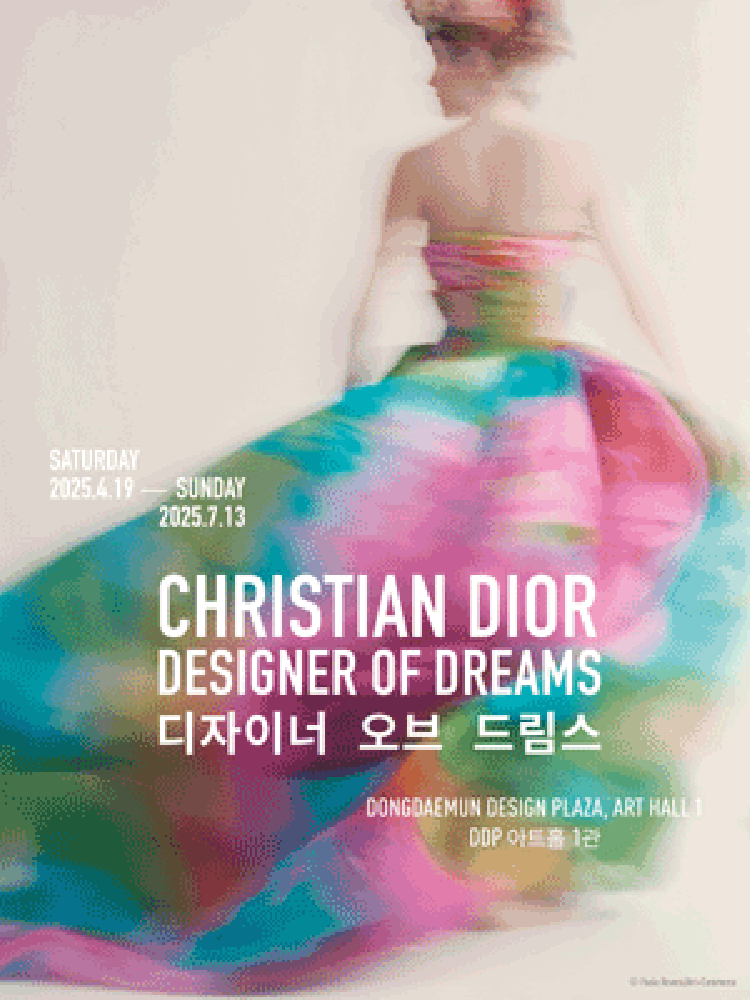 SATURDAY
2025.4.19 — SUNDAY
2025.7.13
CHRISTIAN DIOR
DESIGNER OF DREAMS
디자이너 오브 드림스
DONGDAEMUN DESIGN PLAZA, ART HALL 1
DDP 아트홀 1관